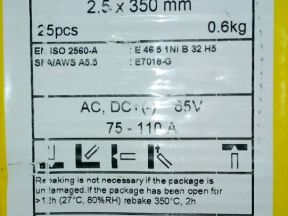 2.5 x 350 mm
25pcs 0.6kg
EN ISO 2560-A : E 46 5 1Ni B 32 H5
SFA/AWS A5.5 : E7018-G
AC, DC+(-) 65V
75 - 110 A
Rebaking is not necessary if the package is
undamaged. If the package has been open for
>12h (27°C, 80%RH) rebake 350°C, 2h